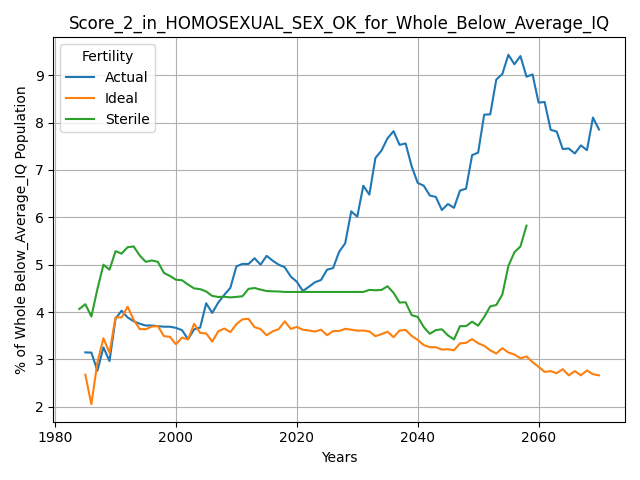 Score_2_in_HOMOSEXUAL_SEX_OK_for_Whole_Below_Average_IQ
Fertility
Actual
Ideal
Sterile
% of Whole Below_Average_IQ Population
9
8
7
6
5
4
3
2
1980
2000
2020
2040
2060
Years